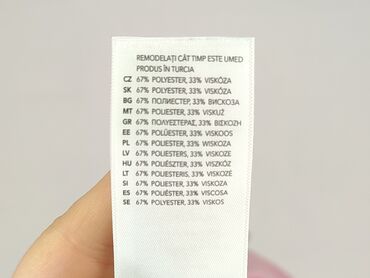 REMODELAȚI CÂT TIMP ESTE UMED
PRODUS ÎN TURCIA
CZ 67% POLYESTER, 33% VISKÓZA
SK 67% POLYESTER, 33% VISKÓZA
BG 67% ПОЛИЕСТЕР, 33% ВИСКОЗА
MT 67% POLIESTER, 33% VISKUŻ
GR 67% ΠΟΛΥΕΣΤΕΡΑΣ, 33% ΒΙΣΚΟΖΗ
EE 67% POLÜESTER, 33% VISKOOS
PL 67% POLIESTER, 33% WISKOZA
LV 67% POLIESTERS, 33% VISKOZE
HU 67% POLIÉSZTER, 33% VISZKÓZ
LT 67% POLIESTERIS, 33% VISKOZĖ
SI 67% POLIESTER, 33% VISKOZA
ES 67% POLIÉSTER, 33% VISCOSA
SE 67% POLYESTER, 33% VISKOS